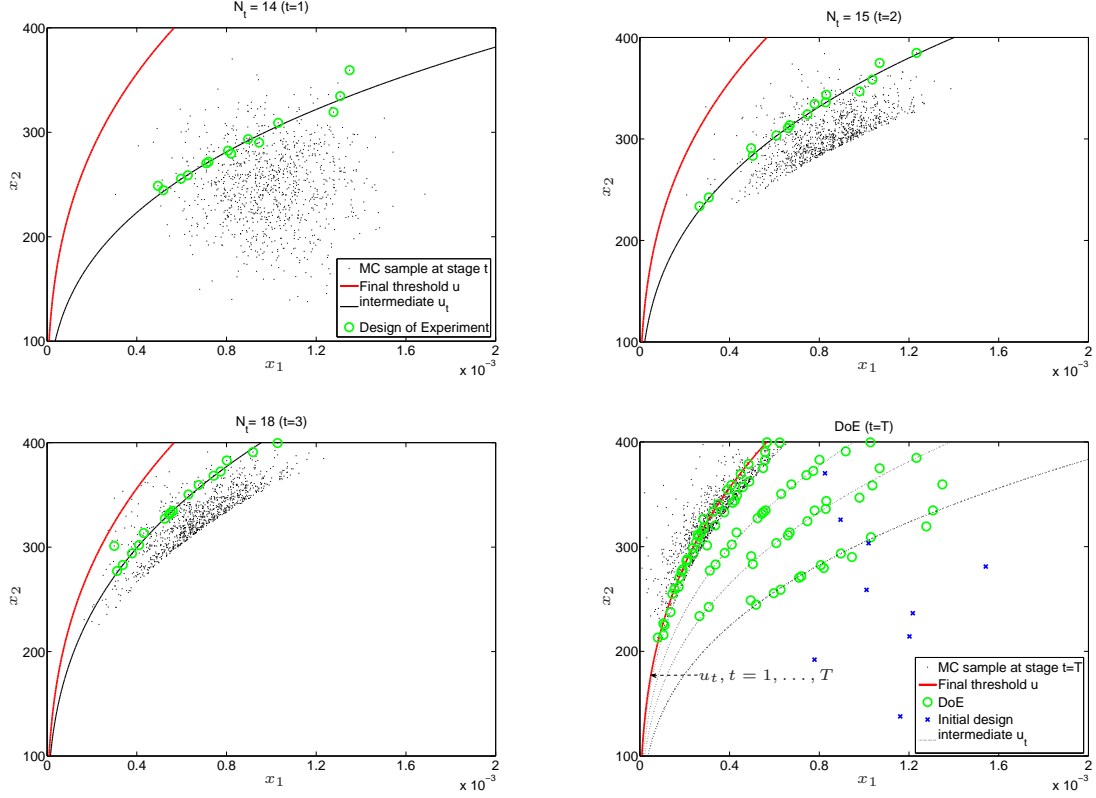 N_t = 14 (t=1)
400
300
200
100
x_2
0
0.4
0.8
1.2
1.6
2
x_1
x 10^-3
MC sample at stage t
Final threshold u
intermediate u_t
Design of Experiment
N_t = 15 (t=2)
400
300
200
100
x_2
0
0.4
0.8
1.2
1.6
2
x_1
x 10^-3
N_t = 18 (t=3)
400
300
200
100
x_2
0
0.4
0.8
1.2
1.6
2
x_1
x 10^-3
DoE (t=T)
400
300
200
100
x_2
u_t, t = 1, . . . , T
0
0.4
0.8
1.2
1.6
2
x_1
x 10^-3
MC sample at stage t=T
Final threshold u
DoE
Initial design
intermediate u_t